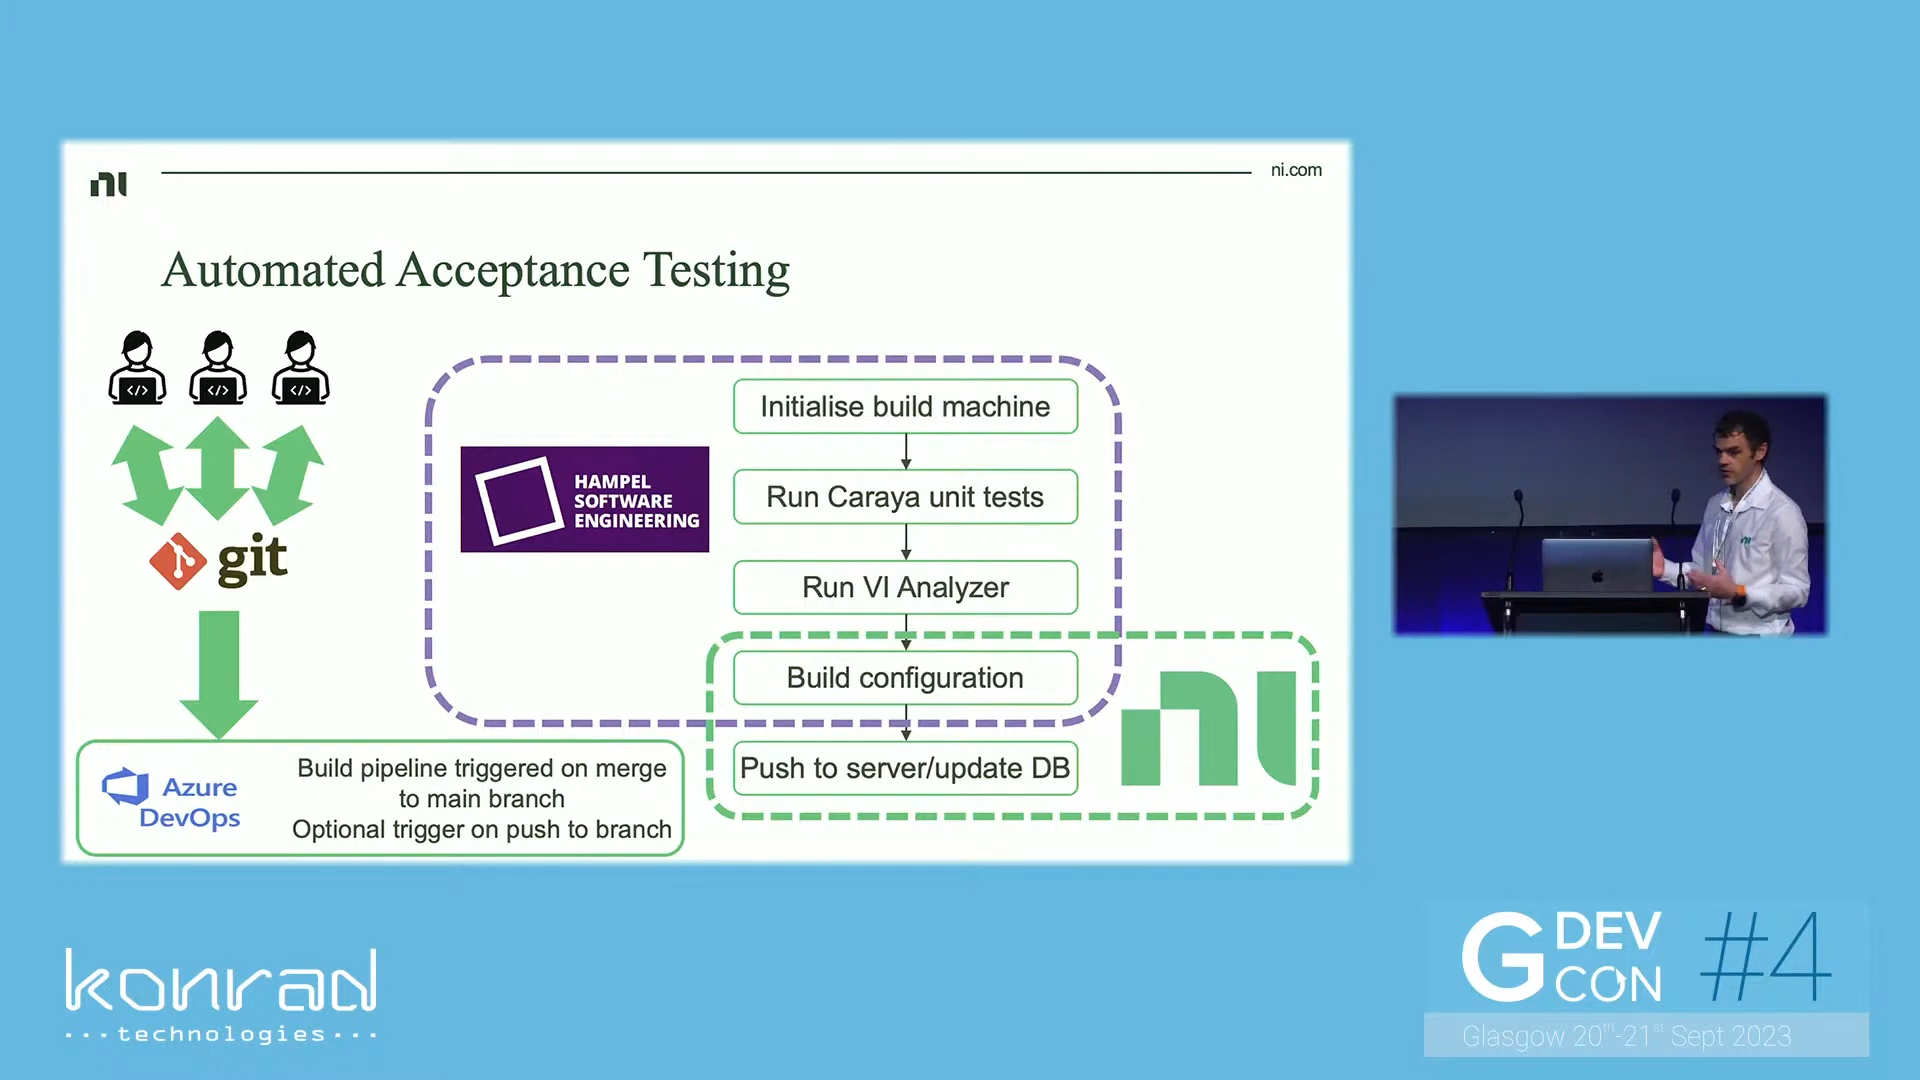 ni
ni.com
Automated Acceptance Testing
</>
</>
</>
git
Azure
DevOps
Build pipeline triggered on merge
to main branch
Optional trigger on push to branch
HAMPEL
SOFTWARE
ENGINEERING
Initialise build machine
Run Caraya unit tests
Run VI Analyzer
Build configuration
Push to server/update DB
ni
konrad
technologies
G DEV CON #4
Glasgow 20th-21st Sept 2023